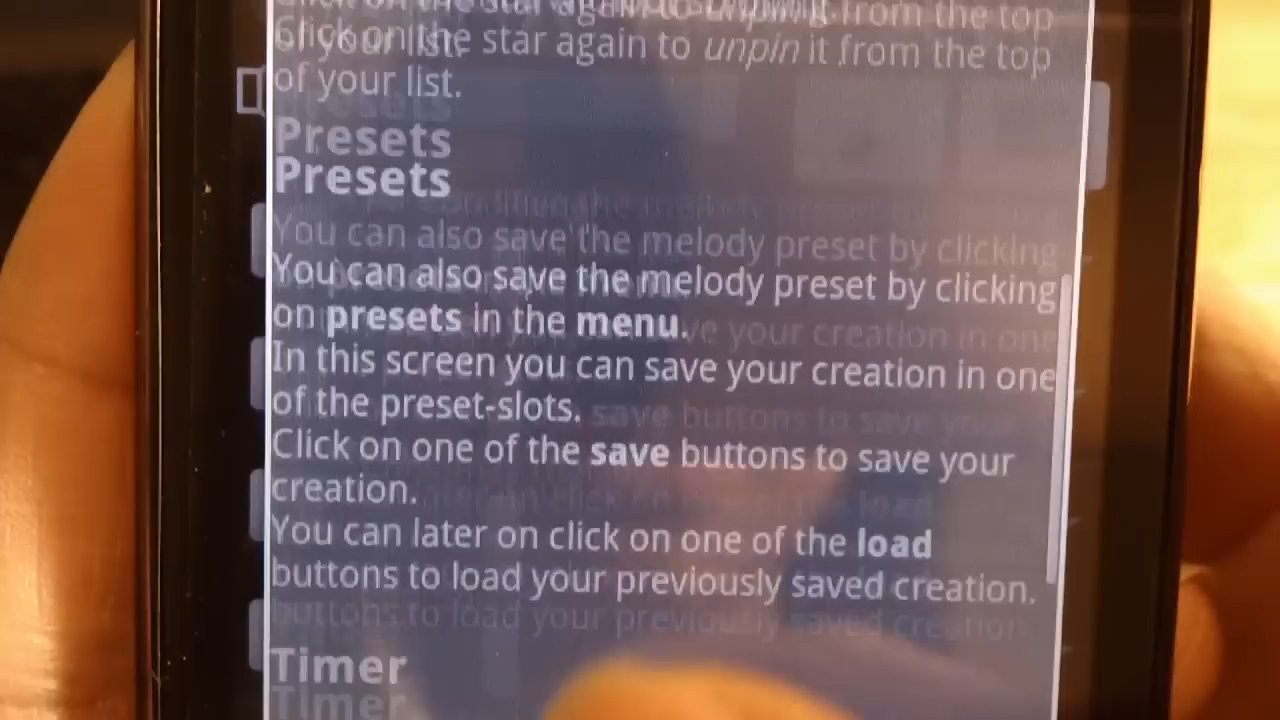 Click on the star again to unpin it from the top
of your list.
Presets
You can also save the melody preset by clicking
on presets in the menu.
In this screen you can save your creation in one
of the preset-slots.
Click on one of the save buttons to save your
creation.
You can later on click on one of the load
buttons to load your previously saved creation.
Timer